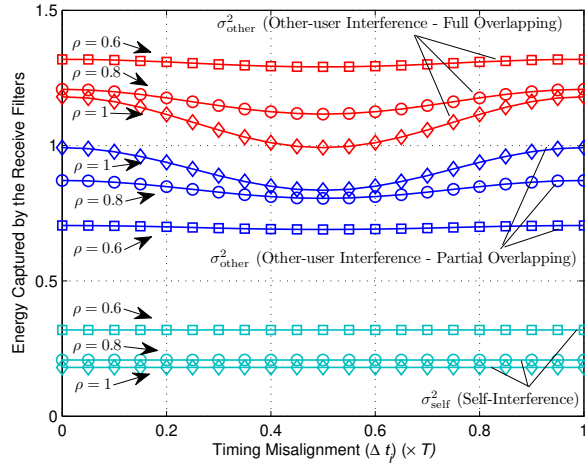 1.5
1
0.5
0
Energy Captured by the Receive Filters
σ²other (Other-user Interference - Full Overlapping)
ρ = 0.6
ρ = 0.8
ρ = 1
ρ = 1
ρ = 0.8
ρ = 0.6
σ²other (Other-user Interference - Partial Overlapping)
ρ = 0.6
ρ = 0.8
ρ = 1
σ²self (Self-Interference)
0 0.2 0.4 0.6 0.8 1
Timing Misalignment (Δ tᵢ) (× T)